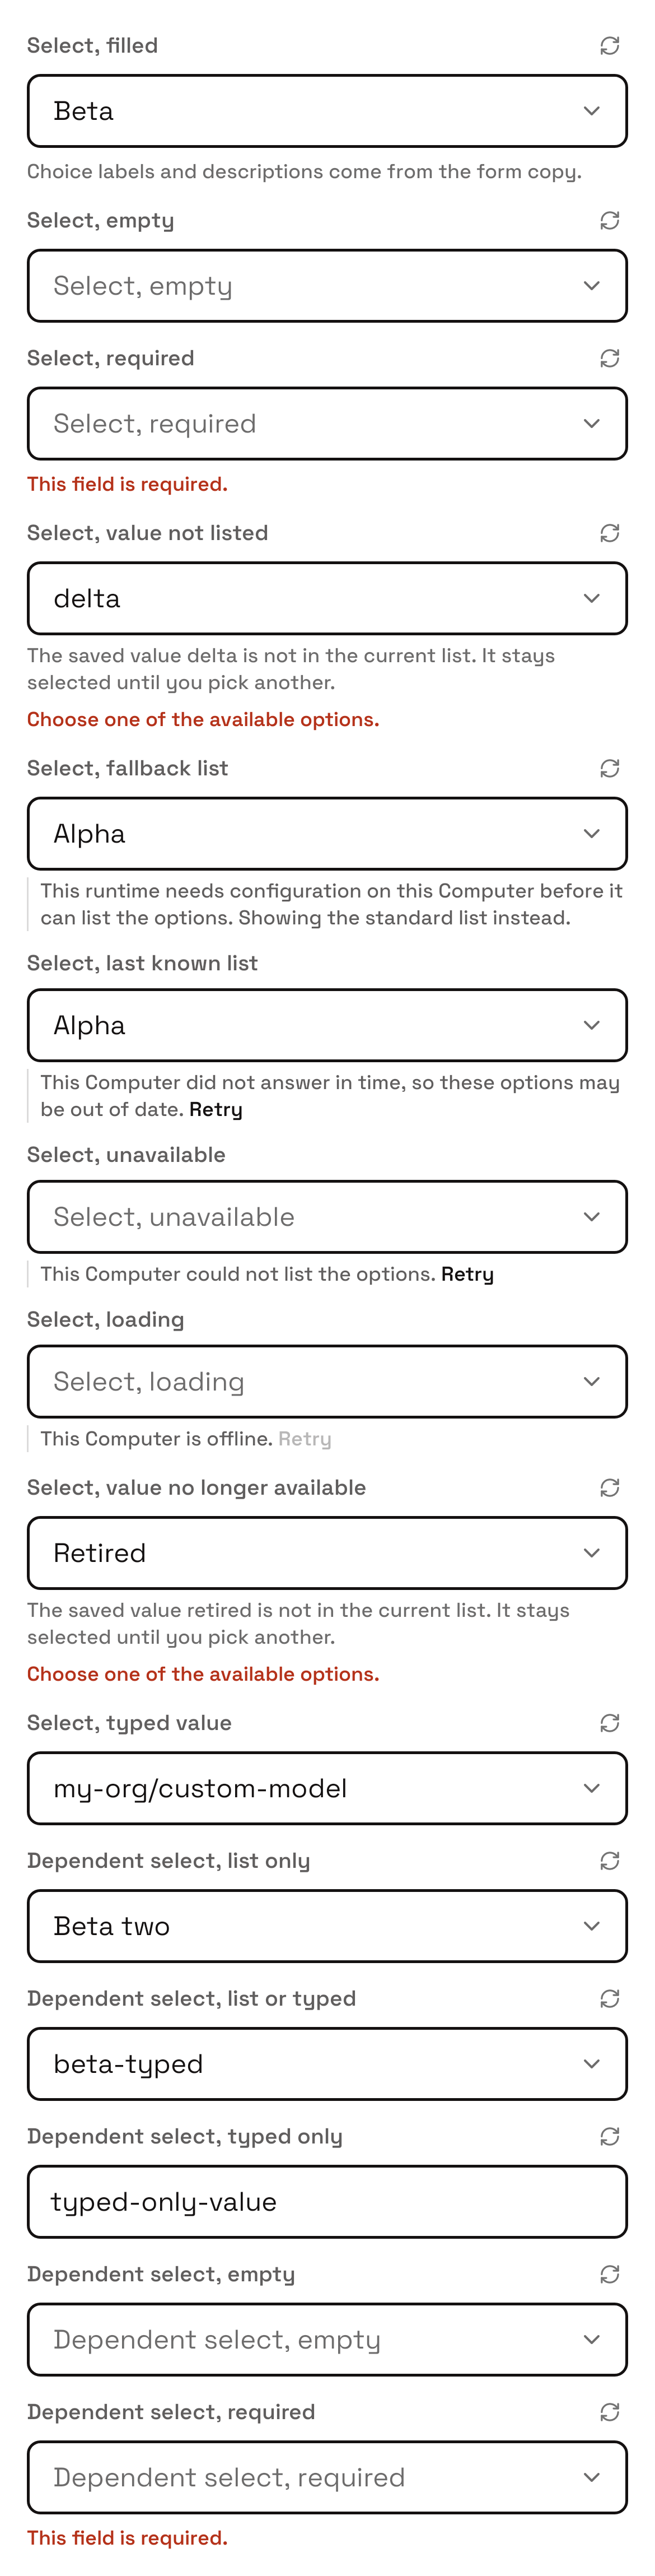 Select, filled
Beta
Choice labels and descriptions come from the form copy.
Select, empty
Select, empty
Select, required
Select, required
This field is required.
Select, value not listed
delta
The saved value delta is not in the current list. It stays
selected until you pick another.
Choose one of the available options.
Select, fallback list
Alpha
This runtime needs configuration on this Computer before it
can list the options. Showing the standard list instead.
Select, last known list
Alpha
This Computer did not answer in time, so these options may
be out of date. Retry
Select, unavailable
Select, unavailable
This Computer could not list the options. Retry
Select, loading
Select, loading
This Computer is offline. Retry
Select, value no longer available
Retired
The saved value retired is not in the current list. It stays
selected until you pick another.
Choose one of the available options.
Select, typed value
my-org/custom-model
Dependent select, list only
Beta two
Dependent select, list or typed
beta-typed
Dependent select, typed only
typed-only-value
Dependent select, empty
Dependent select, empty
Dependent select, required
Dependent select, required
This field is required.